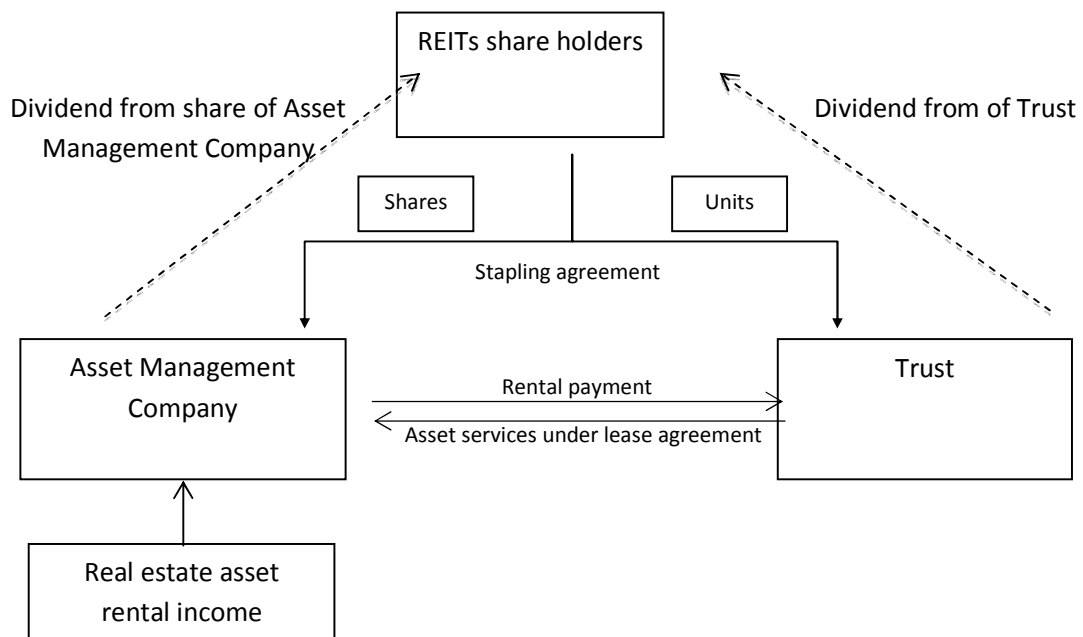 REITs share holders
Dividend from share of Asset
Management Company
Dividend from of Trust
Shares
Units
Stapling agreement
Asset Management
Company
Trust
Rental payment
Asset services under lease agreement
Real estate asset
rental income